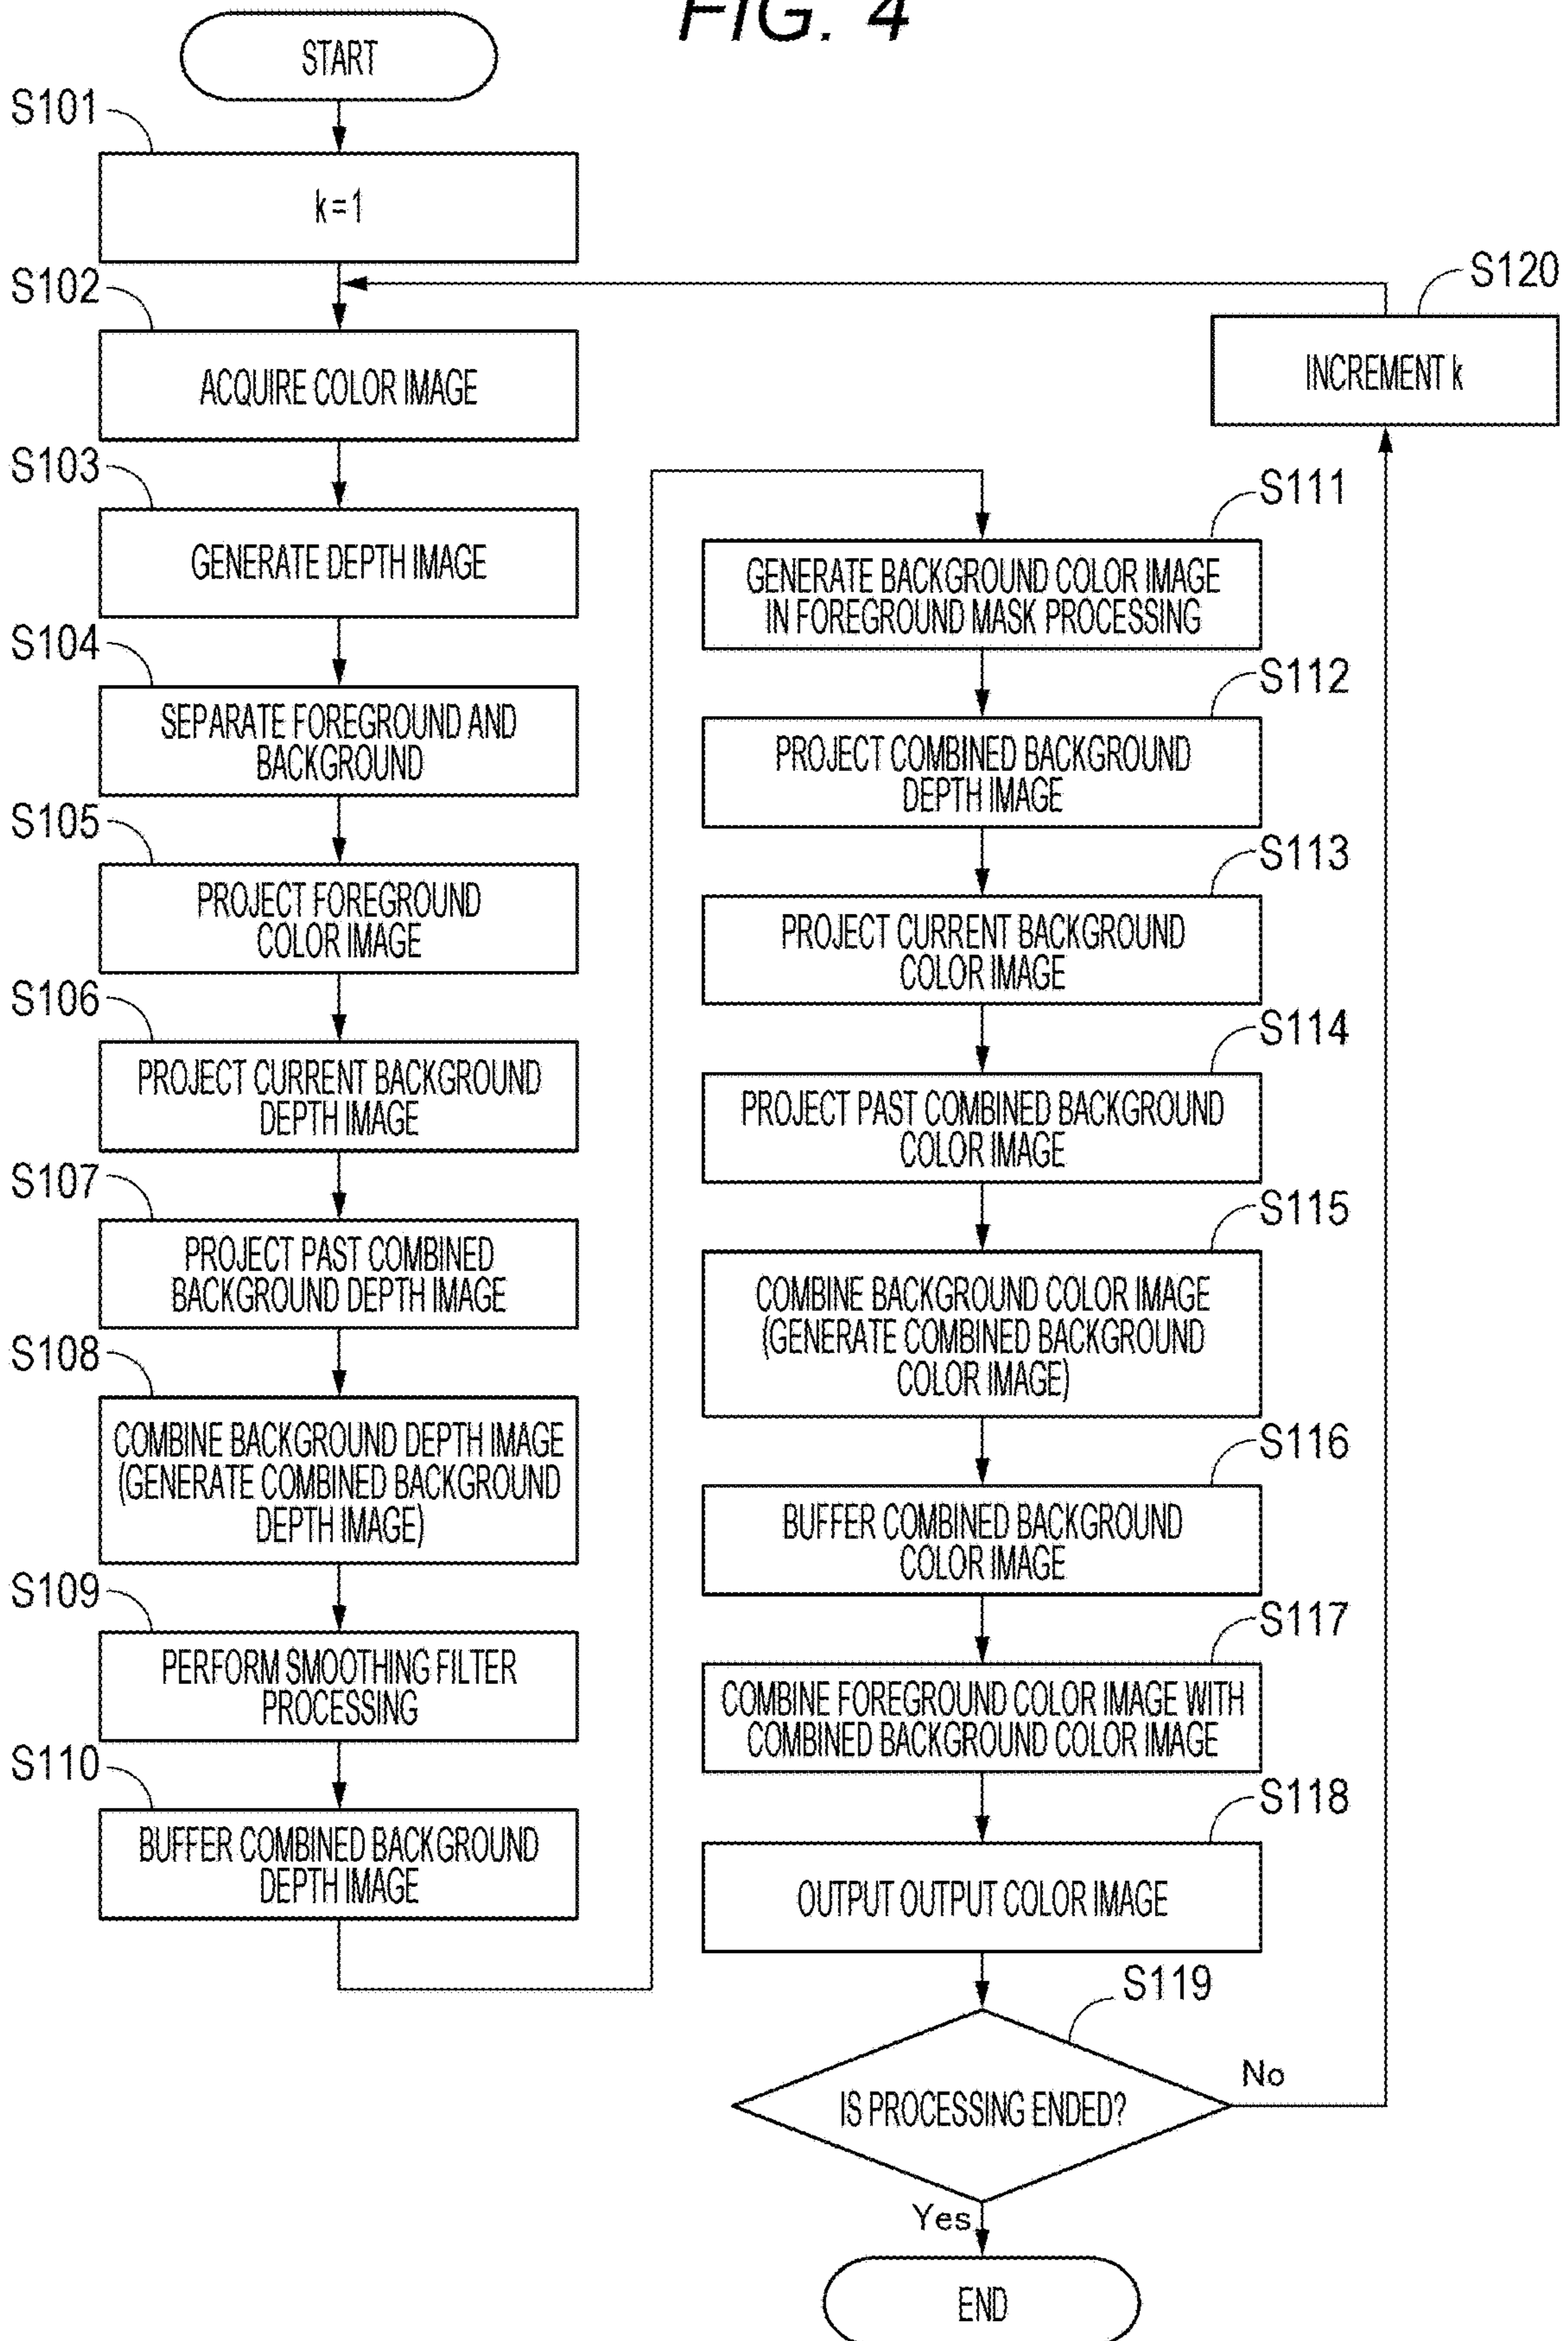 FIG. 4
START
S101
k=1
S102
ACQUIRE COLOR IMAGE
S103
GENERATE DEPTH IMAGE
S104
SEPARATE FOREGROUND AND
BACKGROUND
S105
PROJECT FOREGROUND
COLOR IMAGE
S106
PROJECT CURRENT BACKGROUND
DEPTH IMAGE
S107
PROJECT PAST COMBINED
BACKGROUND DEPTH IMAGE
S108
COMBINE BACKGROUND DEPTH IMAGE
(GENERATE COMBINED BACKGROUND
DEPTH IMAGE)
S109
PERFORM SMOOTHING FILTER
PROCESSING
S110
BUFFER COMBINED BACKGROUND
DEPTH IMAGE
S111
GENERATE BACKGROUND COLOR IMAGE
IN FOREGROUND MASK PROCESSING
S112
PROJECT COMBINED BACKGROUND
DEPTH IMAGE
S113
PROJECT CURRENT BACKGROUND
COLOR IMAGE
S114
PROJECT PAST COMBINED BACKGROUND
COLOR IMAGE
S115
COMBINE BACKGROUND COLOR IMAGE
(GENERATE COMBINED BACKGROUND
COLOR IMAGE)
S116
BUFFER COMBINED BACKGROUND
COLOR IMAGE
S117
COMBINE FOREGROUND COLOR IMAGE WITH
COMBINED BACKGROUND COLOR IMAGE
S118
OUTPUT OUTPUT COLOR IMAGE
S119
IS PROCESSING ENDED?
No
Yes
END
S120
INCREMENT k